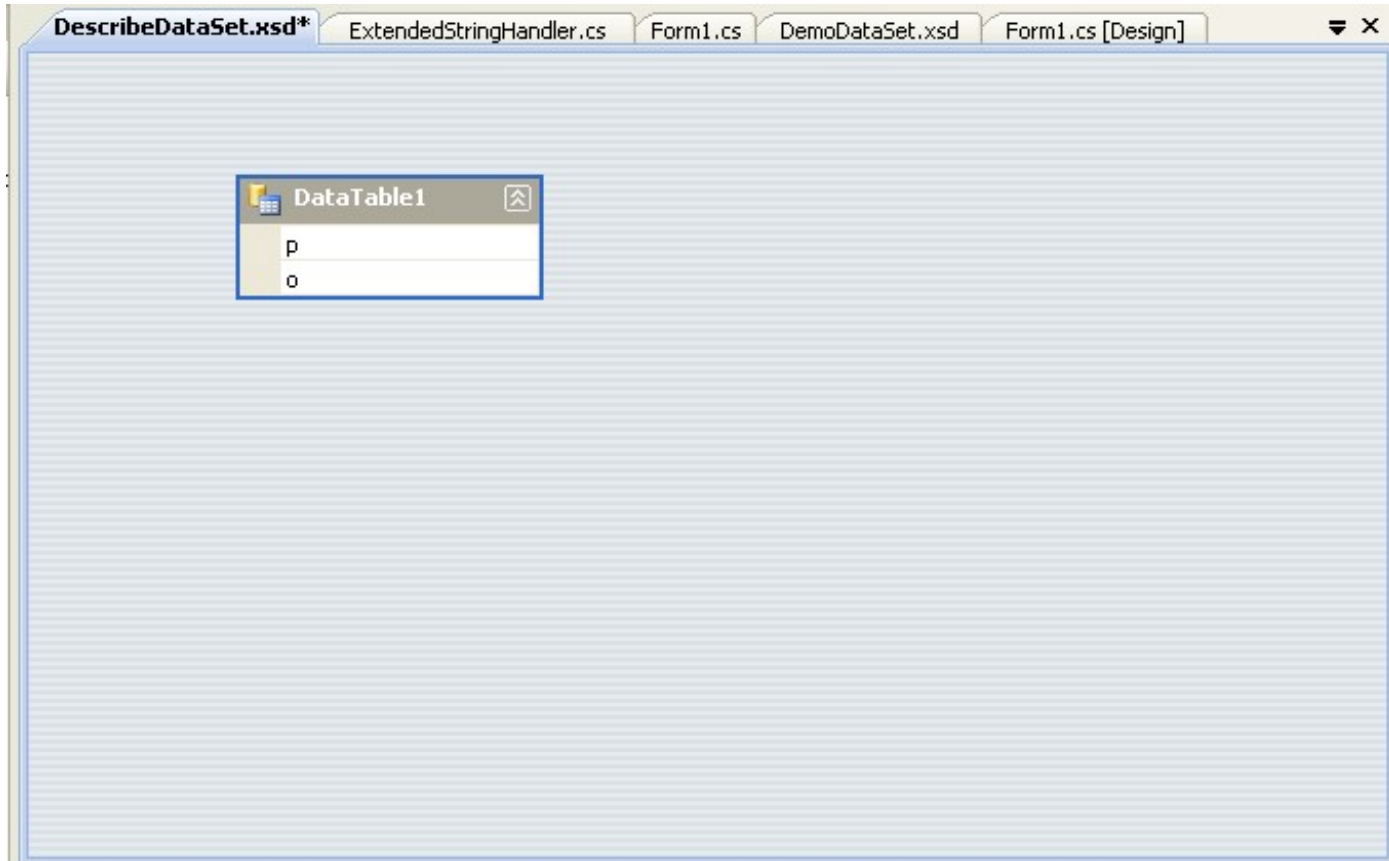 DescribeDataSet.xsd* ExtendedStringHandler.cs Form1.cs DemoDataSet.xsd Form1.cs [Design]
DataTable1
p
o